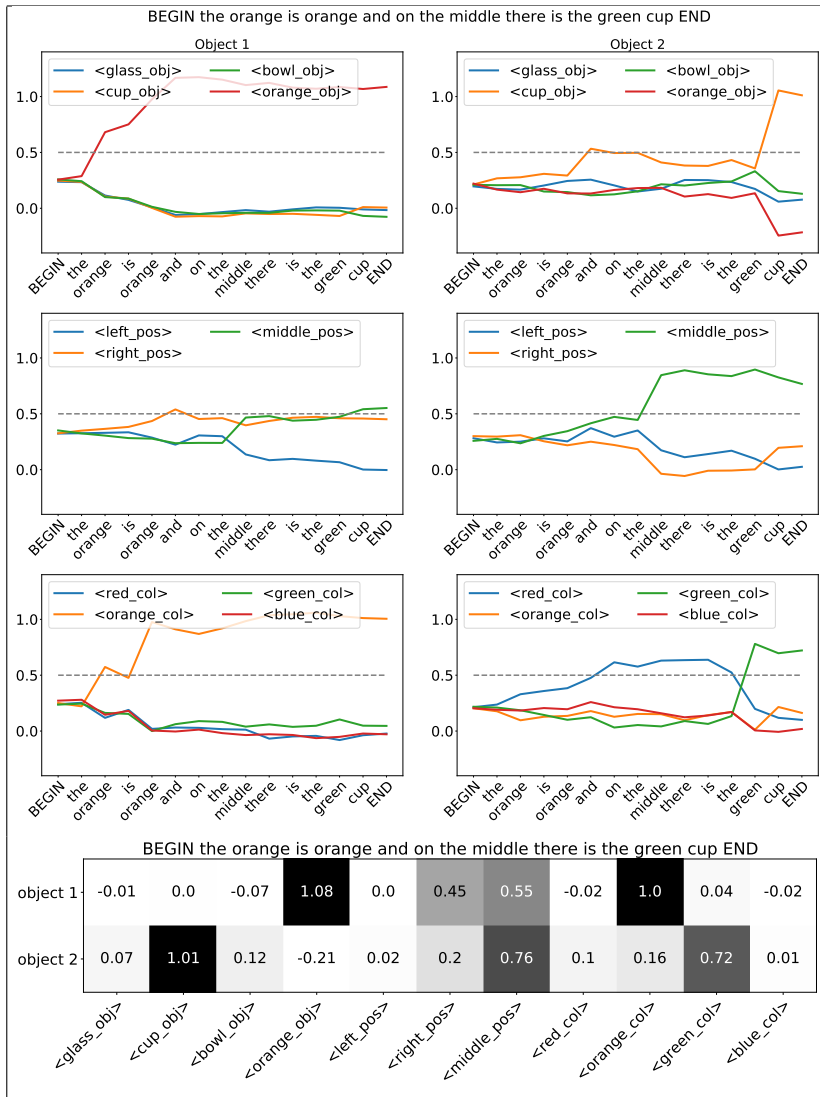 BEGIN the orange is orange and on the middle there is the green cup END
Object 1
<glass_obj> <bowl_obj>
<cup_obj> <orange_obj>
1.0
0.5
0.0
BEGIN the orange is orange and on the middle there is the green cup END
Object 2
<glass_obj> <bowl_obj>
<cup_obj> <orange_obj>
1.0
0.5
0.0
BEGIN the orange is orange and on the middle there is the green cup END
<left_pos> <middle_pos>
<right_pos>
1.0
0.5
0.0
BEGIN the orange is orange and on the middle there is the green cup END
<left_pos> <middle_pos>
<right_pos>
1.0
0.5
0.0
BEGIN the orange is orange and on the middle there is the green cup END
<red_col> <green_col>
<orange_col> <blue_col>
1.0
0.5
0.0
BEGIN the orange is orange and on the middle there is the green cup END
<red_col> <green_col>
<orange_col> <blue_col>
1.0
0.5
0.0
BEGIN the orange is orange and on the middle there is the green cup END
BEGIN the orange is orange and on the middle there is the green cup END
object 1 -0.01 0.0 -0.07 1.08 0.0 0.45 0.55 -0.02 1.0 0.04 -0.02
object 2 0.07 1.01 0.12 -0.21 0.02 0.2 0.76 0.1 0.16 0.72 0.01
<glass_obj> <cup_obj> <bowl_obj> <orange_obj> <left_pos> <right_pos> <middle_pos> <red_col> <orange_col> <green_col> <blue_col>